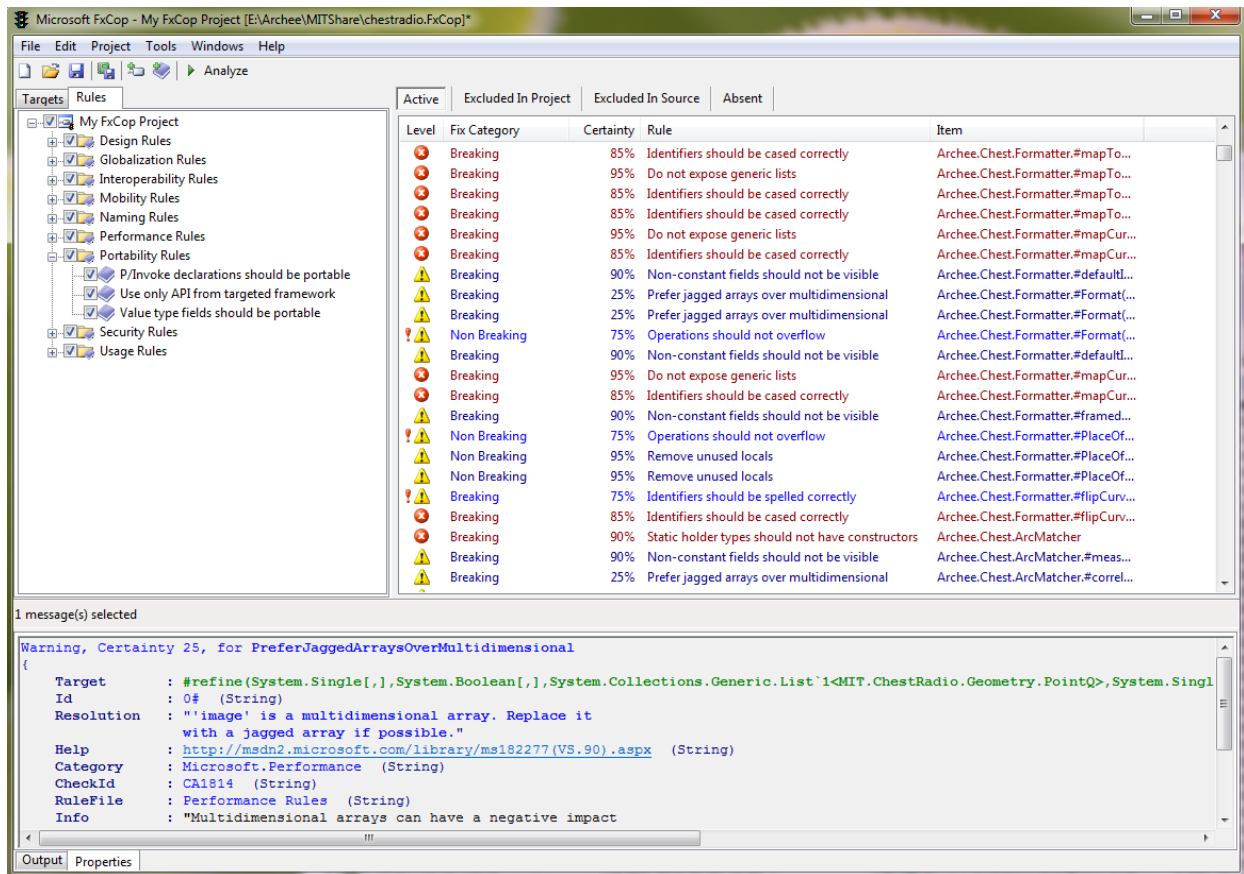 Microsoft FxCop - My FxCop Project [E:\Archee\MITShare\chestradio.FxCop]*
File Edit Project Tools Windows Help
Analyze
Targets Rules
My FxCop Project
Design Rules
Globalization Rules
Interoperability Rules
Mobility Rules
Naming Rules
Performance Rules
Portability Rules
P/Invoke declarations should be portable
Use only API from targeted framework
Value type fields should be portable
Security Rules
Usage Rules
Active Excluded In Project Excluded In Source Absent
Level Fix Category Certainty Rule Item
Breaking 85% Identifiers should be cased correctly Archee.Chest.Formatter.#mapTo...
Breaking 95% Do not expose generic lists Archee.Chest.Formatter.#mapTo...
Breaking 85% Identifiers should be cased correctly Archee.Chest.Formatter.#mapTo...
Breaking 85% Identifiers should be cased correctly Archee.Chest.Formatter.#mapTo...
Breaking 95% Do not expose generic lists Archee.Chest.Formatter.#mapCur...
Breaking 85% Identifiers should be cased correctly Archee.Chest.Formatter.#mapCur...
Breaking 90% Non-constant fields should not be visible Archee.Chest.Formatter.#defaultI...
Breaking 25% Prefer jagged arrays over multidimensional Archee.Chest.Formatter.#Format(...
Breaking 25% Prefer jagged arrays over multidimensional Archee.Chest.Formatter.#Format(...
Non Breaking 75% Operations should not overflow Archee.Chest.Formatter.#Format(...
Breaking 90% Non-constant fields should not be visible Archee.Chest.Formatter.#defaultI...
Breaking 95% Do not expose generic lists Archee.Chest.Formatter.#mapCur...
Breaking 85% Identifiers should be cased correctly Archee.Chest.Formatter.#mapCur...
Breaking 90% Non-constant fields should not be visible Archee.Chest.Formatter.#framed...
Non Breaking 75% Operations should not overflow Archee.Chest.Formatter.#PlaceOf...
Non Breaking 95% Remove unused locals Archee.Chest.Formatter.#PlaceOf...
Non Breaking 95% Remove unused locals Archee.Chest.Formatter.#PlaceOf...
Breaking 75% Identifiers should be spelled correctly Archee.Chest.Formatter.#flipCurv...
Breaking 85% Identifiers should be cased correctly Archee.Chest.Formatter.#flipCurv...
Breaking 90% Static holder types should not have constructors Archee.Chest.ArcMatcher
Breaking 90% Non-constant fields should not be visible Archee.Chest.ArcMatcher.#meas...
Breaking 25% Prefer jagged arrays over multidimensional Archee.Chest.ArcMatcher.#correl...
1 message(s) selected
Warning, Certainty 25, for PreferJaggedArraysOverMultidimensional
{
Target : #refine(System.Single[,],System.Boolean[,],System.Collections.Generic.List`1<MIT.ChestRadio.Geometry.PointQ>,System.Singl
Id : 0# (String)
Resolution : "'image' is a multidimensional array. Replace it
with a jagged array if possible."
Help : http://msdn2.microsoft.com/library/ms182277(VS.90).aspx (String)
Category : Microsoft.Performance (String)
CheckId : CA1814 (String)
RuleFile : Performance Rules (String)
Info : "Multidimensional arrays can have a negative impact
Output Properties